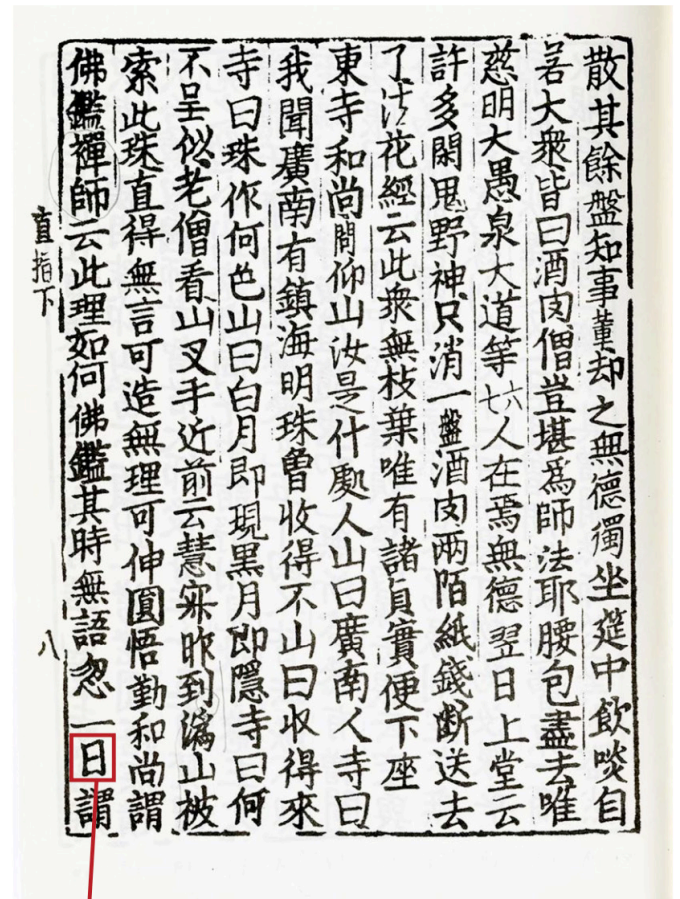 散其餘盤知事董却之無德獨坐筵中飮啖自
若大衆皆曰酒肉僧豈堪爲師法耶腰包盡去唯
慈明大愚泉大道等六七人在焉無德翌日上堂云
許多閑鬼野神只消一盤酒肉兩陌紙錢斷送去
了法花經云此衆無枝葉唯有諸貞實便下座
東寺和尙問仰山汝是什處人山曰廣南人寺曰
我聞廣南有鎭海明珠曾收得不山曰收得來
寺曰珠作何色山曰白月即現黑月即隱寺曰何
不呈似老僧看山叉手近前云慧寂昨到潙山被
索此珠直得無言可造無理可伸圓悟勤和尙謂
佛鑑禪師云此理如何佛鑑其時無語忽一日謂
直指下
八